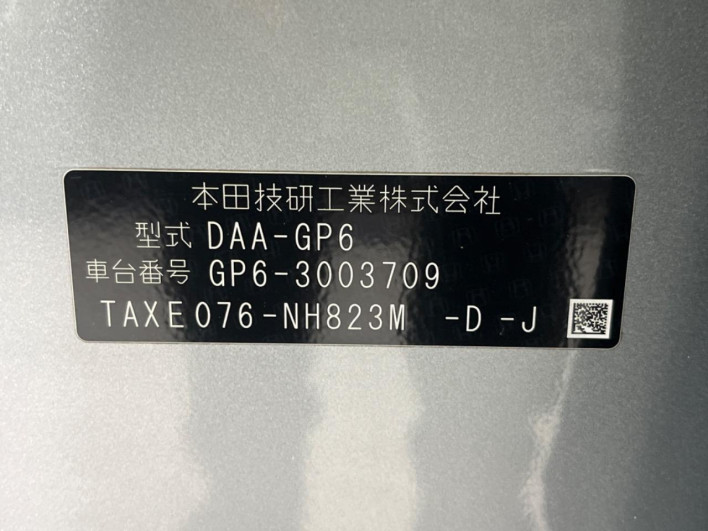 本田技研工業株式会社
型式 DAA-GP6
車台番号 GP6-3003709
TAXE076-NH823M -D -J